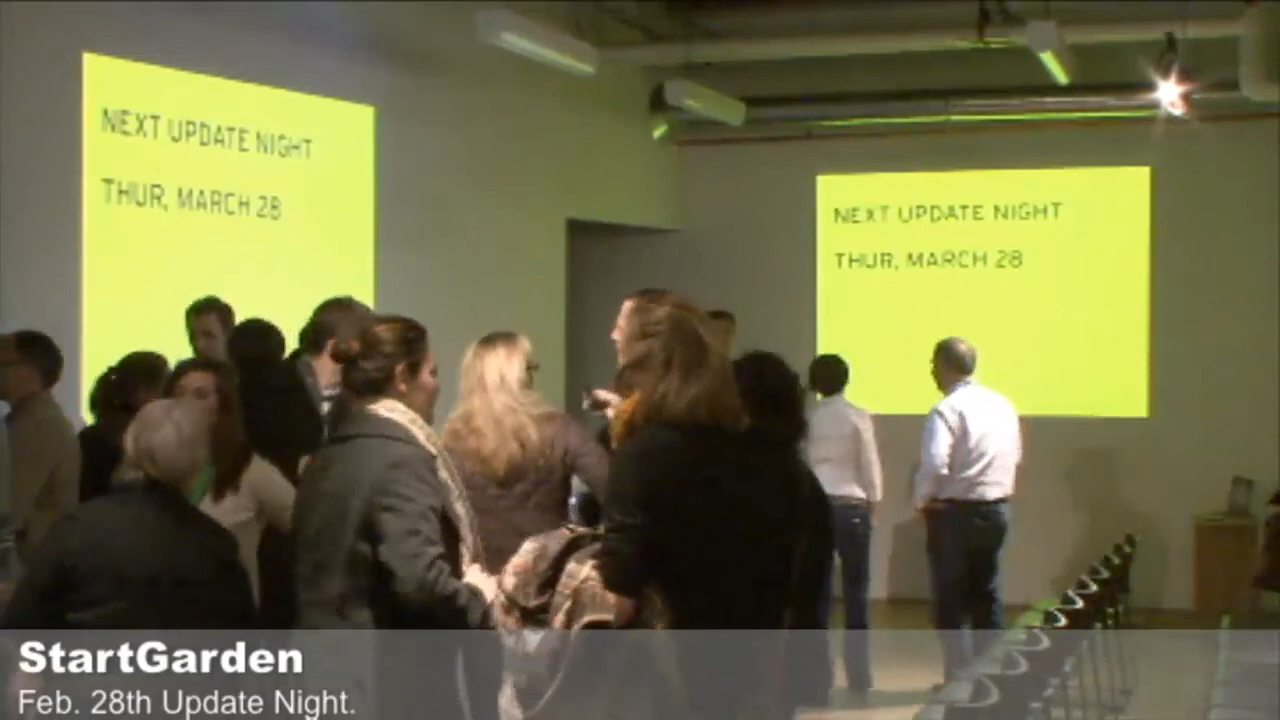 NEXT UPDATE NIGHT
THUR, MARCH 28
NEXT UPDATE NIGHT
THUR, MARCH 28
StartGarden
Feb. 28th Update Night.